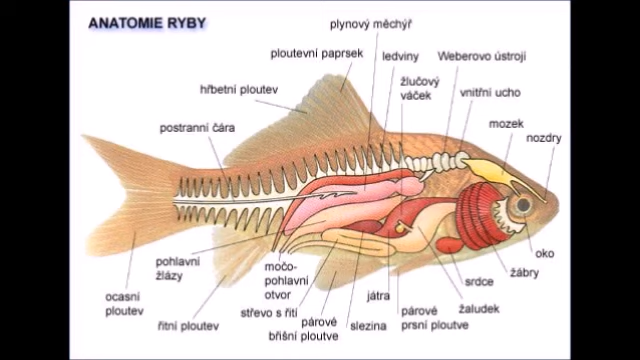 ANATOMIE RYBY
plynový měchýř
ploutevní paprsek
ledviny
Weberovo ústrojí
hřbetní ploutev
žlučový
váček
vnitřní ucho
postranní čára
mozek
nozdry
pohlavní
žlázy
močo-
pohlavní
otvor
oko
žábry
srdce
ocasní
ploutev
játra
žaludek
střevo s řití
párové
prsní ploutve
řitní ploutev
párové
břišní ploutve
slezina